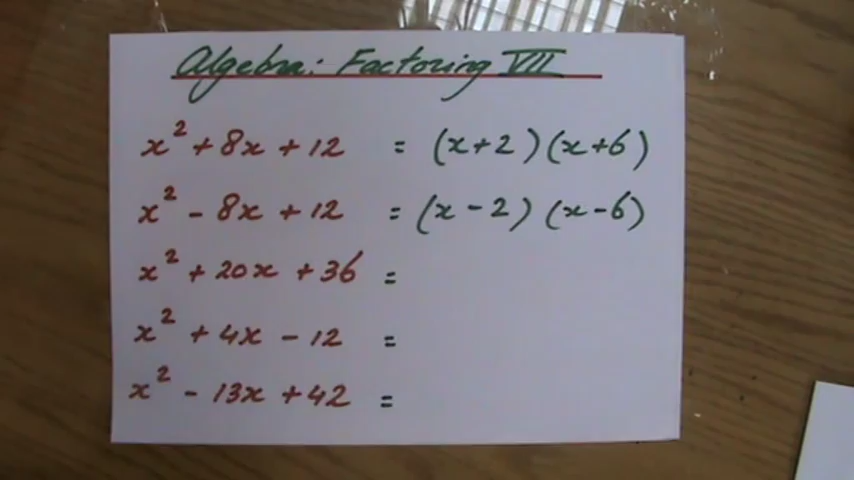 Algebra: Factoring VII
x² + 8x + 12 = (x+2)(x+6)
x² - 8x + 12 = (x-2)(x-6)
x² + 20x + 36 =
x² + 4x - 12 =
x² - 13x + 42 =